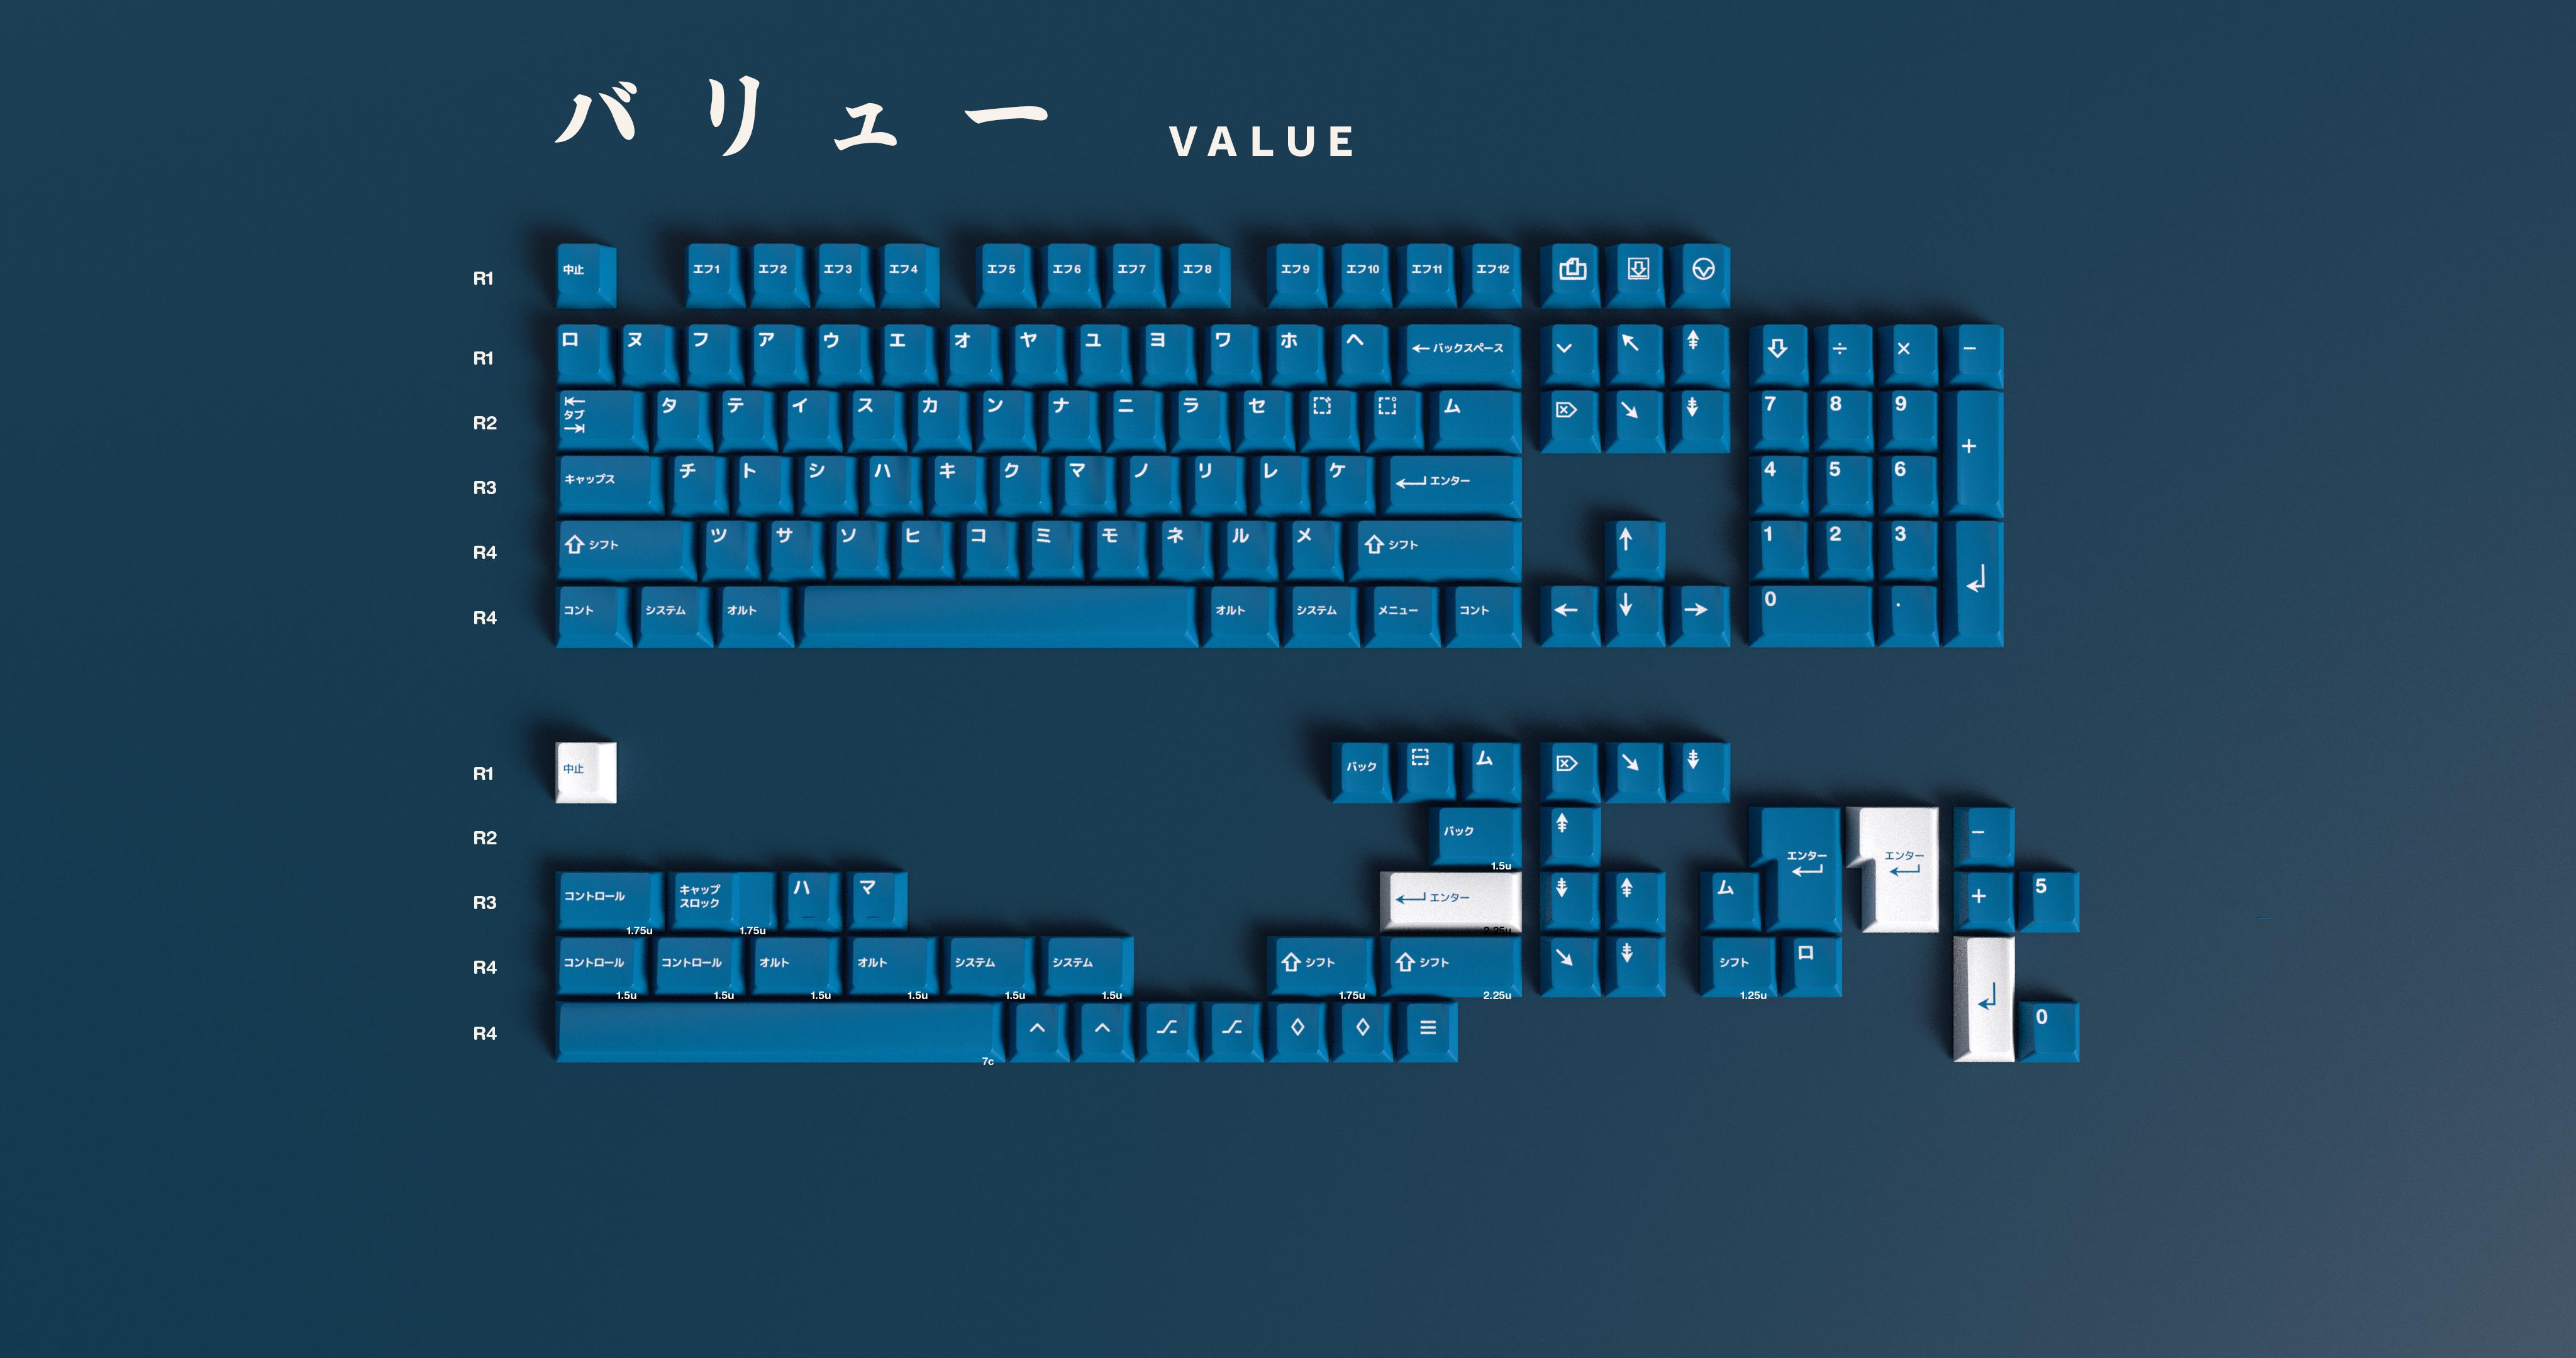 バリュー VALUE
R1 中止 エフ1 エフ2 エフ3 エフ4 エフ5 エフ6 エフ7 エフ8 エフ9 エフ10 エフ11 エフ12
R1 ロ ヌ フ ア ウ エ オ ヤ ユ ヨ ワ ホ ヘ ←バックスペース ↖ ÷ × −
R2 タブ タ テ イ ス カ ン ナ ニ ラ セ ム ↘ 7 8 9 +
R3 キャップス チ ト シ ハ キ ク マ ノ リ レ ケ エンター 4 5 6
R4 シフト ツ サ ソ ヒ コ ミ モ ネ ル メ シフト ↑ 1 2 3
R4 コント システム オルト オルト システム メニュー コント ← ↓ → 0 .
R1 中止 バック ム ↘
R2 バック 1.5u エンター エンター −
R3 コントロール 1.75u キャップ スロック 1.75u ハ マ エンター 2.25u ム + 5
R4 コントロール 1.5u コントロール 1.5u オルト 1.5u オルト 1.5u システム 1.5u システム 1.5u シフト 1.75u シフト 2.25u ↘ シフト 1.25u ロ
R4 7c 0